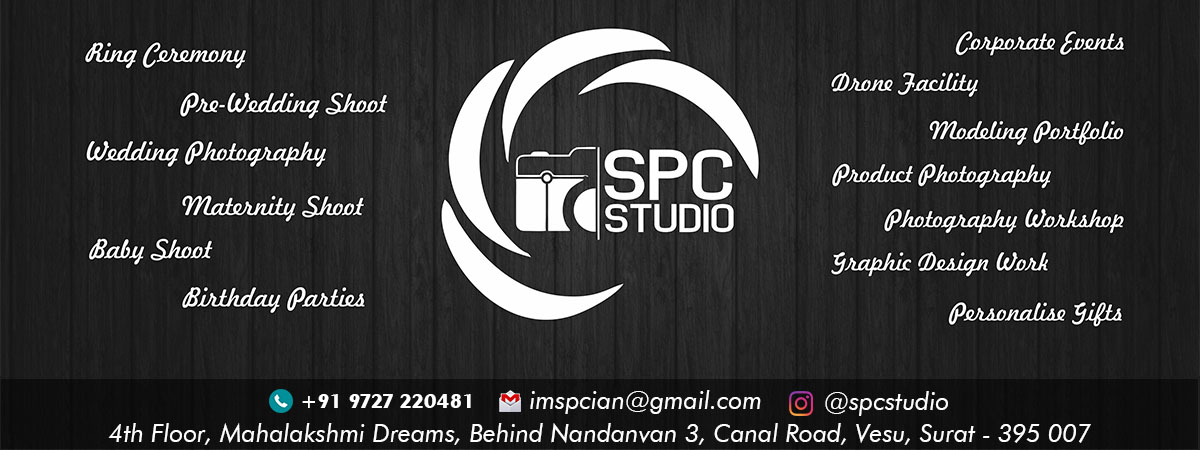 Ring Ceremony
Pre-Wedding Shoot
Wedding Photography
Maternity Shoot
Baby Shoot
Birthday Parties
SPC
STUDIO
Corporate Events
Drone Facility
Modeling Portfolio
Product Photography
Photography Workshop
Graphic Design Work
Personalise Gifts
+91 9727 220481 imspcian@gmail.com @spcstudio
4th Floor, Mahalakshmi Dreams, Behind Nandanvan 3, Canal Road, Vesu, Surat - 395 007